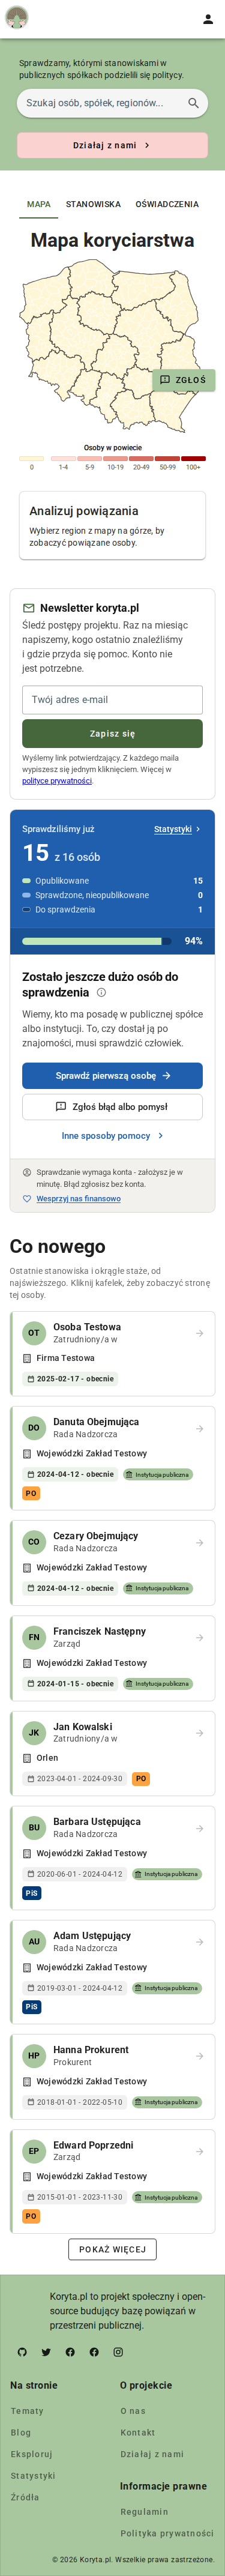 Sprawdzamy, którymi stanowiskami w
publicznych spółkach podzielili się politycy.
Szukaj osób, spółek, regionów...
Działaj z nami
MAPA
STANOWISKA
OŚWIADCZENIA
Mapa koryciarstwa
ZGŁOŚ
Osoby w powiecie
0
1-4
5-9
10-19
20-49
50-99
100+
Analizuj powiązania
Wybierz region z mapy na górze, by
zobaczyć powiązane osoby.
Newsletter koryta.pl
Śledź postępy projektu. Raz na miesiąc
napiszemy, kogo ostatnio znaleźliśmy
i gdzie przyda się pomoc. Konto nie
jest potrzebne.
Twój adres e-mail
Zapisz się
Wyślemy link potwierdzający. Z każdego maila
wypiszesz się jednym kliknięciem. Więcej w
polityce prywatności.
Sprawdziliśmy już
Statystyki
15 z 16 osób
Opublikowane
15
Sprawdzone, nieopublikowane
0
Do sprawdzenia
1
94%
Zostało jeszcze dużo osób do
sprawdzenia
Wiemy, kto ma posadę w publicznej spółce
albo instytucji. To, czy dostał ją po
znajomości, musi sprawdzić człowiek.
Sprawdź pierwszą osobę
Zgłoś błąd albo pomysł
Inne sposoby pomocy
Sprawdzanie wymaga konta - założysz je w
minutę. Błąd zgłosisz bez konta.
Wesprzyj nas finansowo
Co nowego
Ostatnie stanowiska i okrągłe staże, od
najświeższego. Kliknij kafelek, żeby zobaczyć stronę
tej osoby.
OT
Osoba Testowa
Zatrudniony/a w
Firma Testowa
2025-02-17 - obecnie
DO
Danuta Obejmująca
Rada Nadzorcza
Wojewódzki Zakład Testowy
2024-04-12 - obecnie
Instytucja publiczna
PO
CO
Cezary Obejmujący
Rada Nadzorcza
Wojewódzki Zakład Testowy
2024-04-12 - obecnie
Instytucja publiczna
FN
Franciszek Następny
Zarząd
Wojewódzki Zakład Testowy
2024-01-15 - obecnie
Instytucja publiczna
JK
Jan Kowalski
Zatrudniony/a w
Orlen
2023-04-01 - 2024-09-30
PO
BU
Barbara Ustępująca
Rada Nadzorcza
Wojewódzki Zakład Testowy
2020-06-01 - 2024-04-12
Instytucja publiczna
PiS
AU
Adam Ustępujący
Rada Nadzorcza
Wojewódzki Zakład Testowy
2019-03-01 - 2024-04-12
Instytucja publiczna
PiS
HP
Hanna Prokurent
Prokurent
Wojewódzki Zakład Testowy
2018-01-01 - 2022-05-10
Instytucja publiczna
EP
Edward Poprzedni
Zarząd
Wojewódzki Zakład Testowy
2015-01-01 - 2023-11-30
Instytucja publiczna
PO
POKAŻ WIĘCEJ
Koryta.pl to projekt społeczny i open-
source budujący bazę powiązań w
przestrzeni publicznej.
Na stronie
Tematy
Blog
Eksploruj
Statystyki
Źródła
O projekcie
O nas
Kontakt
Działaj z nami
Informacje prawne
Regulamin
Polityka prywatności
© 2026 Koryta.pl. Wszelkie prawa zastrzeżone.